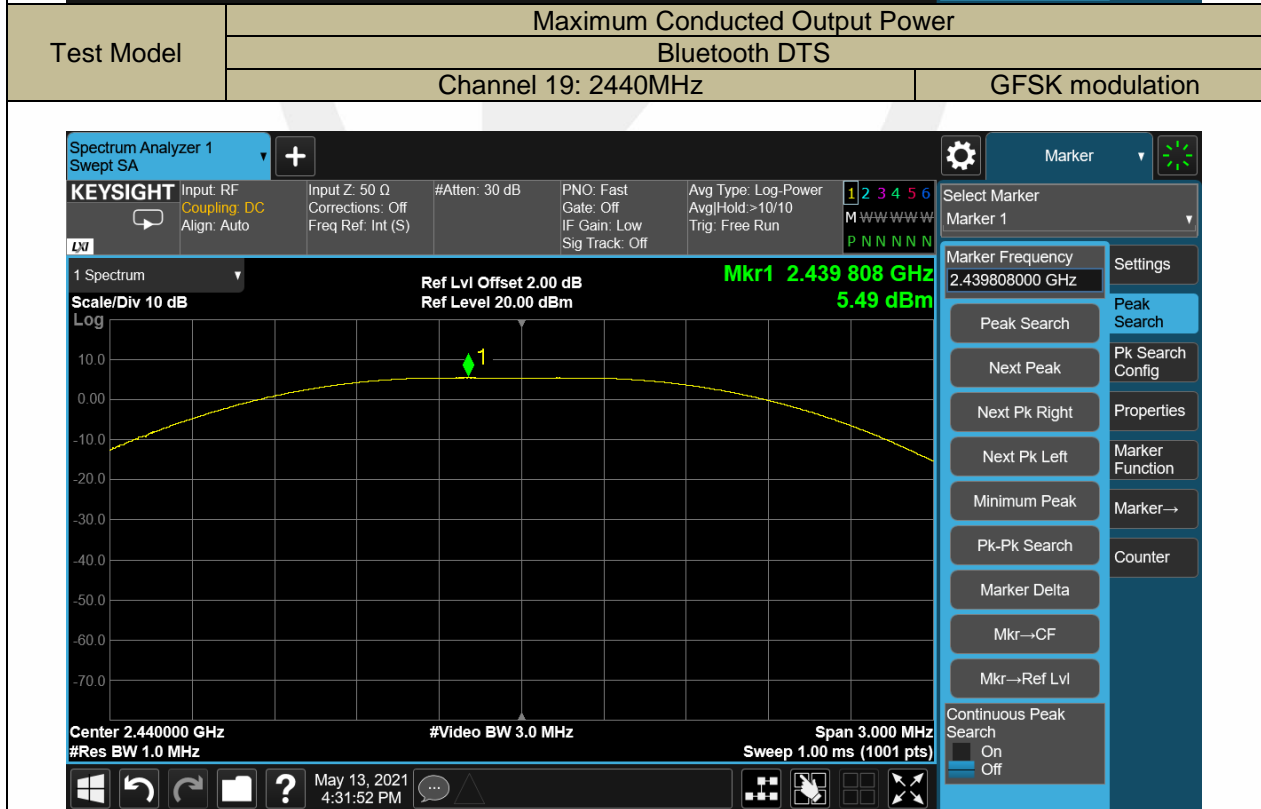 Test Model
Maximum Conducted Output Power
Bluetooth DTS
Channel 19: 2440MHz GFSK modulation
Spectrum Analyzer 1
Swept SA
+
Marker
KEYSIGHT
LXI
Input: RF
Coupling: DC
Align: Auto
Input Z: 50 Ω
Corrections: Off
Freq Ref: Int (S)
#Atten: 30 dB
PNO: Fast
Gate: Off
IF Gain: Low
Sig Track: Off
Avg Type: Log-Power
Avg|Hold:>10/10
Trig: Free Run
1 2 3 4 5 6
M W W W W W
P N N N N N
Select Marker
Marker 1
1 Spectrum
Scale/Div 10 dB
Log
Ref Lvl Offset 2.00 dB
Ref Level 20.00 dBm
Mkr1 2.439 808 GHz
5.49 dBm
1
10.0
0.00
-10.0
-20.0
-30.0
-40.0
-50.0
-60.0
-70.0
Center 2.440000 GHz
#Res BW 1.0 MHz
#Video BW 3.0 MHz
Span 3.000 MHz
Sweep 1.00 ms (1001 pts)
Marker Frequency
2.439808000 GHz
Peak Search
Next Peak
Next Pk Right
Next Pk Left
Minimum Peak
Pk-Pk Search
Marker Delta
Mkr→CF
Mkr→Ref Lvl
Continuous Peak
Search
On
Off
Settings
Peak
Search
Pk Search
Config
Properties
Marker
Function
Marker→
Counter
?
May 13, 2021
4:31:52 PM